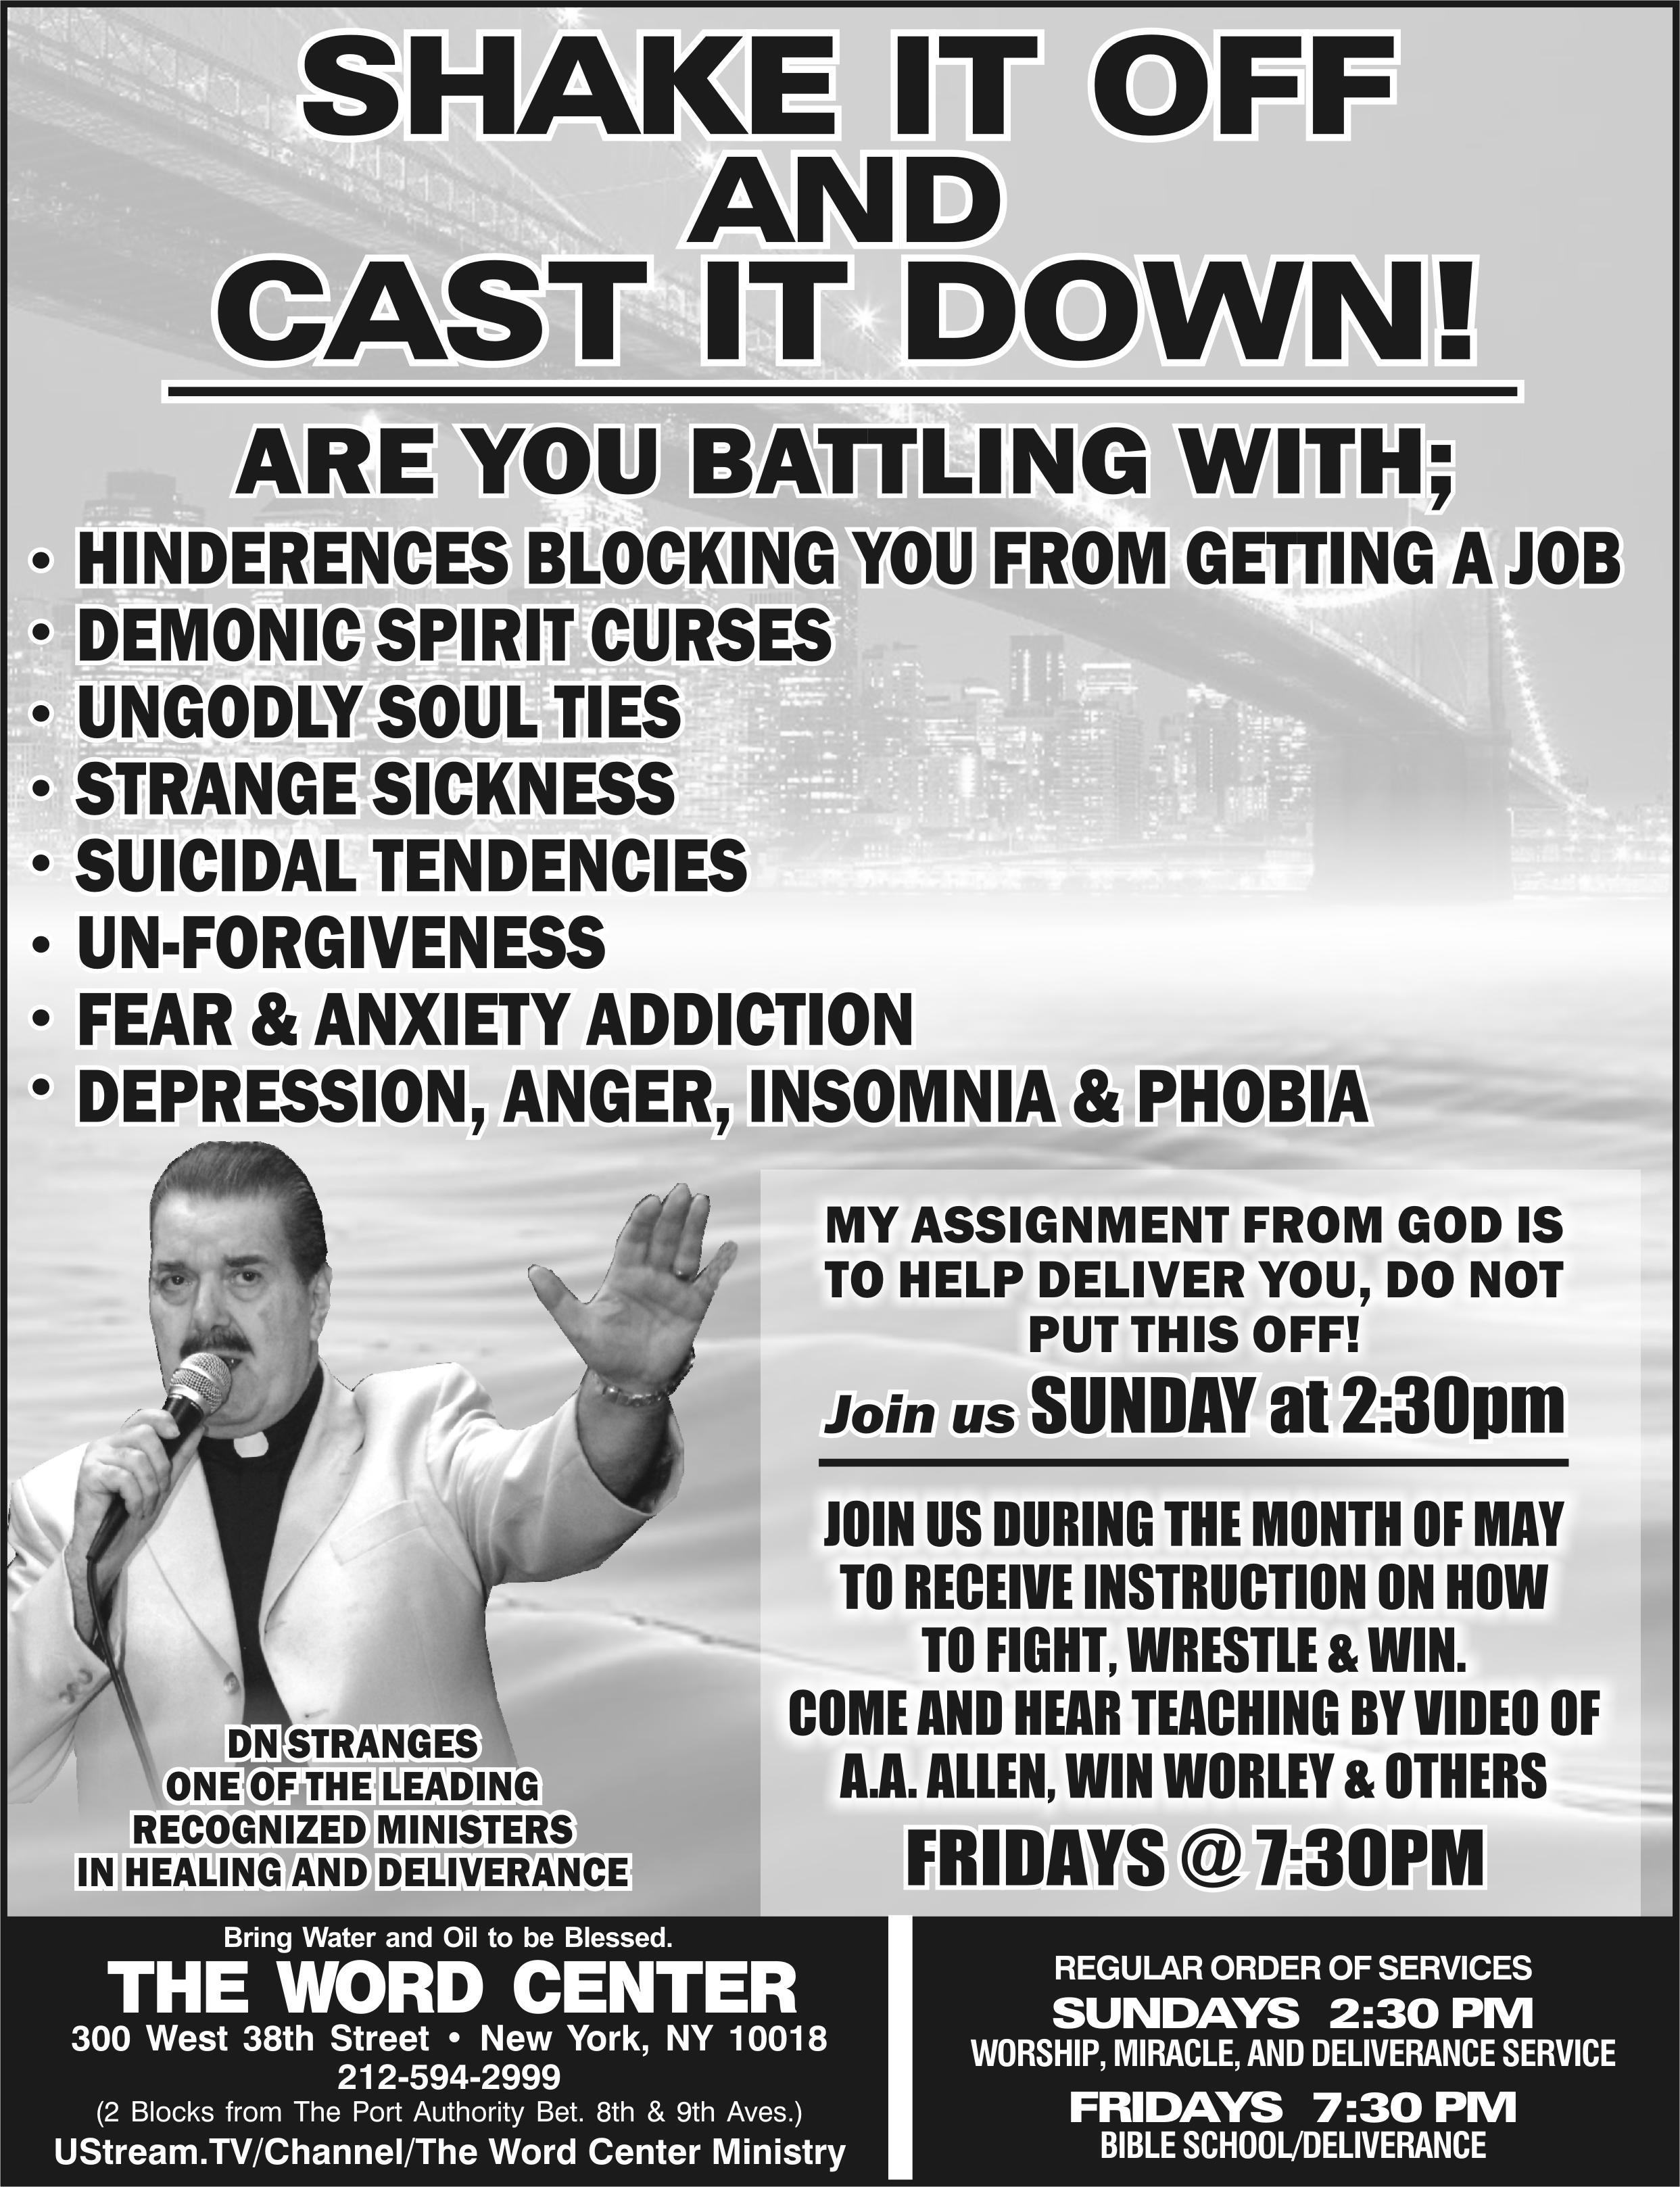 SHAKE IT OFF
AND
CAST IT DOWN!
ARE YOU BATTLING WITH;
• HINDERENCES BLOCKING YOU FROM GETTING A JOB
• DEMONIC SPIRIT CURSES
• UNGODLY SOUL TIES
• STRANGE SICKNESS
• SUICIDAL TENDENCIES
• UN-FORGIVENESS
• FEAR & ANXIETY ADDICTION
• DEPRESSION, ANGER, INSOMNIA & PHOBIA
MY ASSIGNMENT FROM GOD IS
TO HELP DELIVER YOU, DO NOT
PUT THIS OFF!
Join us SUNDAY at 2:30pm
JOIN US DURING THE MONTH OF MAY
TO RECEIVE INSTRUCTION ON HOW
TO FIGHT, WRESTLE & WIN.
COME AND HEAR TEACHING BY VIDEO OF
A.A. ALLEN, WIN WORLEY & OTHERS
FRIDAYS @ 7:30PM
DN STRANGES
ONE OF THE LEADING
RECOGNIZED MINISTERS
IN HEALING AND DELIVERANCE
Bring Water and Oil to be Blessed.
THE WORD CENTER
300 West 38th Street • New York, NY 10018
212-594-2999
(2 Blocks from The Port Authority Bet. 8th & 9th Aves.)
UStream.TV/Channel/The Word Center Ministry
REGULAR ORDER OF SERVICES
SUNDAYS 2:30 PM
WORSHIP, MIRACLE, AND DELIVERANCE SERVICE
FRIDAYS 7:30 PM
BIBLE SCHOOL/DELIVERANCE